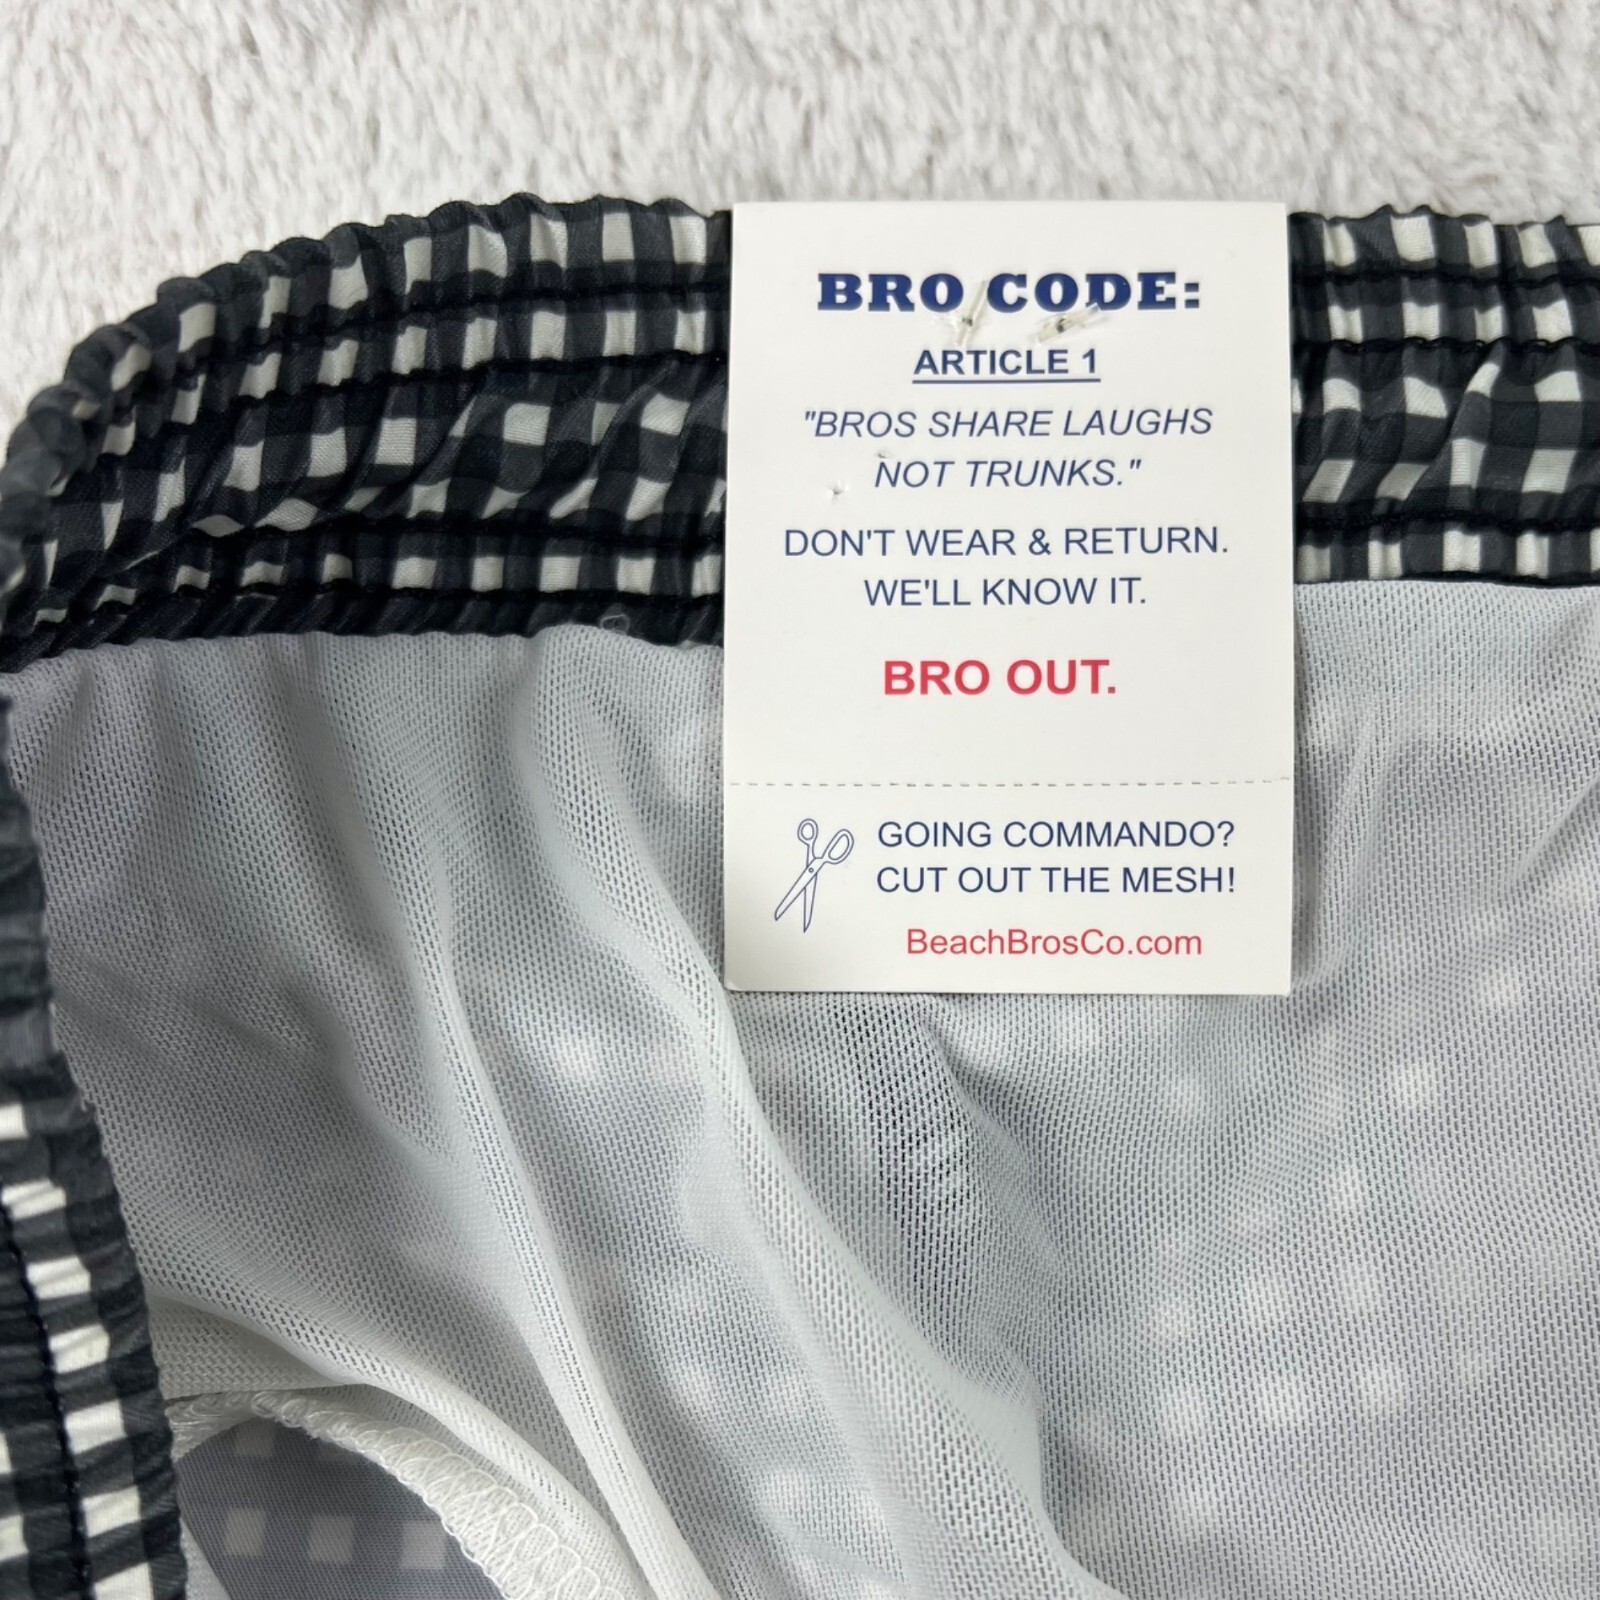 BRO CODE:
ARTICLE 1
"BROS SHARE LAUGHS
NOT TRUNKS."
DON'T WEAR & RETURN.
WE'LL KNOW IT.
BRO OUT.
GOING COMMANDO?
CUT OUT THE MESH!
BeachBrosCo.com